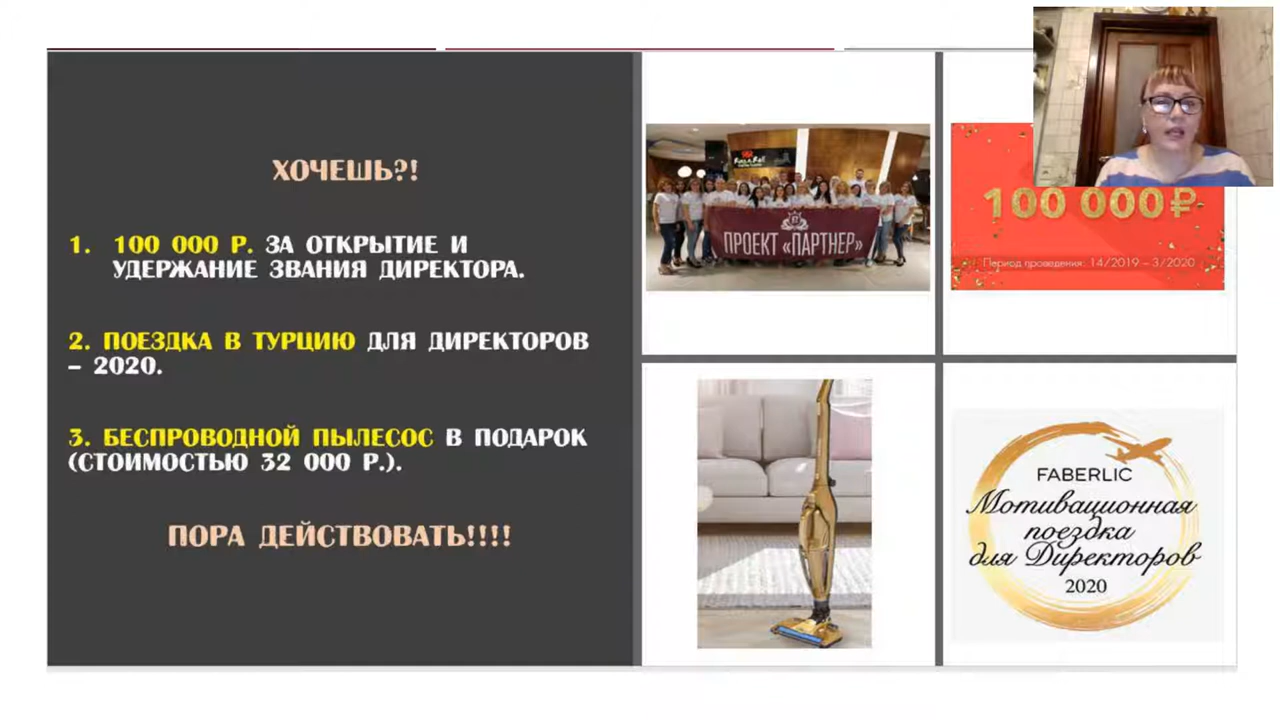 ХОЧЕШЬ?!
1. 100 000 Р. ЗА ОТКРЫТИЕ И
УДЕРЖАНИЕ ЗВАНИЯ ДИРЕКТОРА.
2. ПОЕЗДКА В ТУРЦИЮ ДЛЯ ДИРЕКТОРОВ
– 2020.
3. БЕСПРОВОДНОЙ ПЫЛЕСОС В ПОДАРОК
(СТОИМОСТЬЮ 32 000 Р.).
ПОРА ДЕЙСТВОВАТЬ!!!!
ПРОЕКТ «ПАРТНЕР»
100 000 ₽
Период проведения: 14/2019 – 3/2020
FABERLIC
Мотивационная
поездка
для Директоров
2020